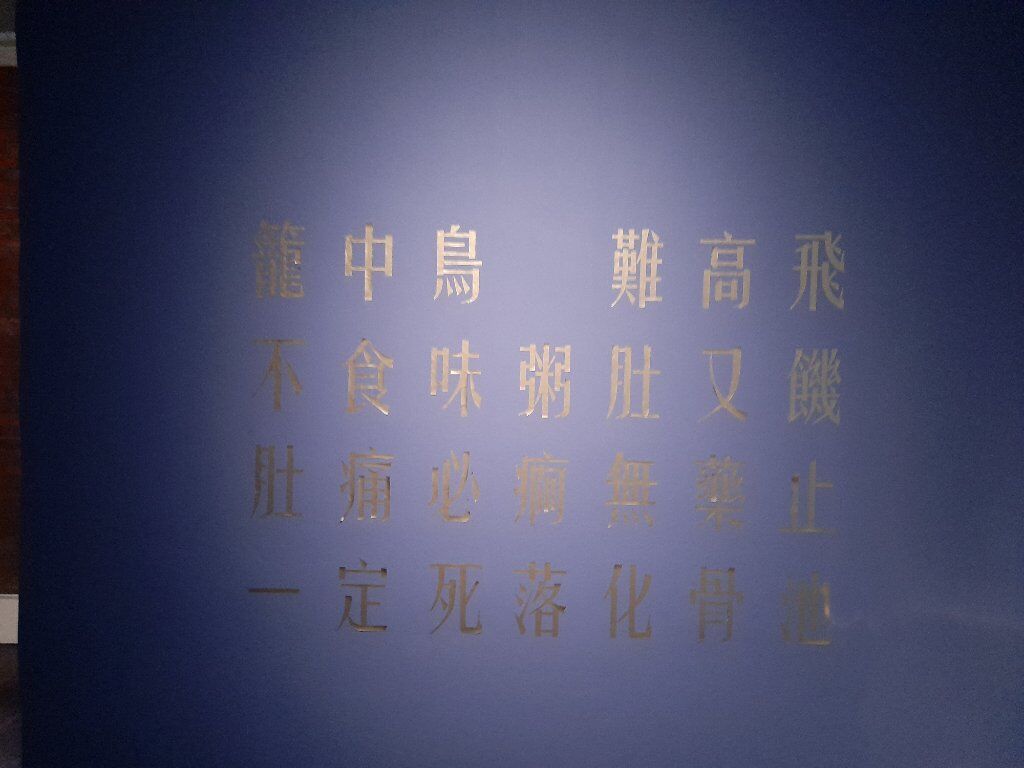 籠中鳥 難高飛
不食味粥肚又饑
肚痛必痾無藥止
一定死落化骨池